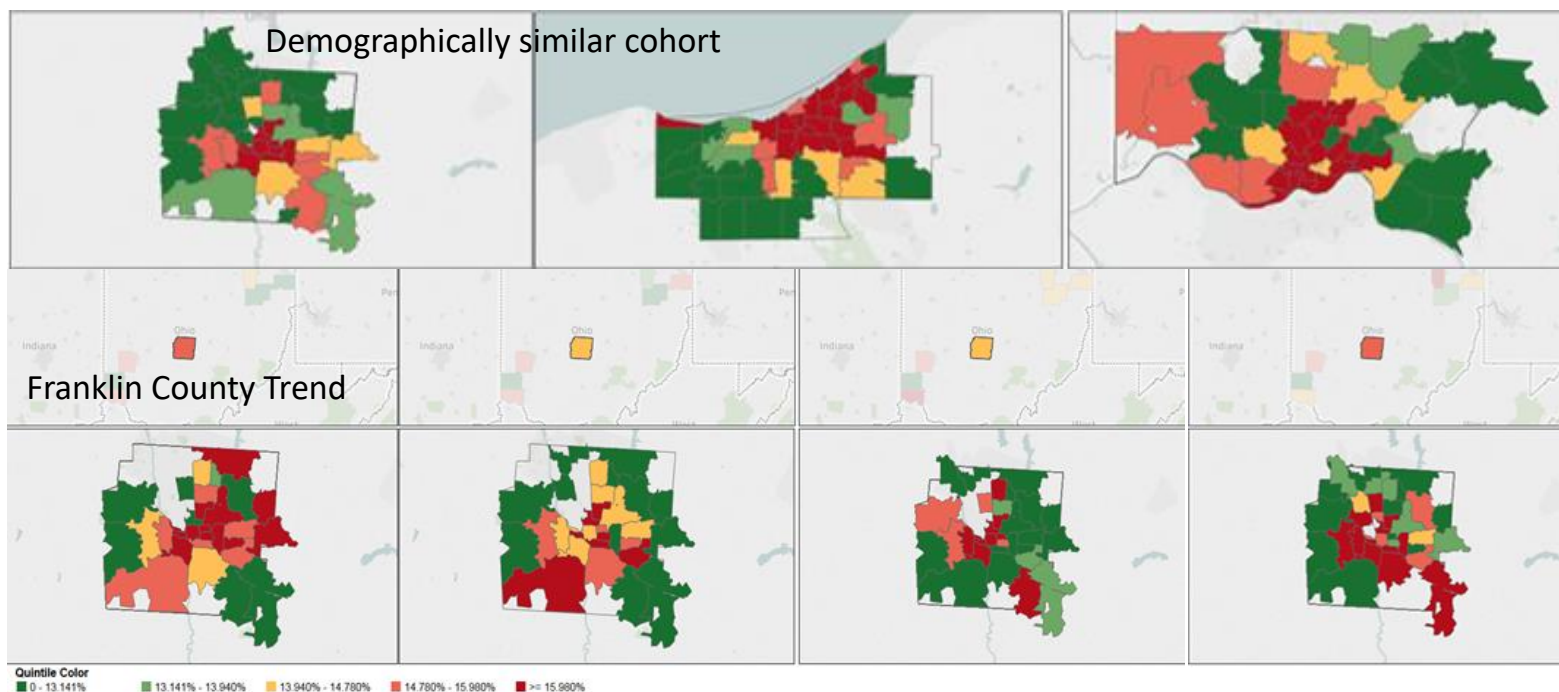 Demographically similar cohort
Ohio
Indiana
Ohio
Indiana
Ohio
Indiana
Ohio
Indiana
Franklin County Trend
Quintile Color
0 - 13.141%
13.141% - 13.940%
13.940% - 14.780%
14.780% - 15.980%
>= 15.980%